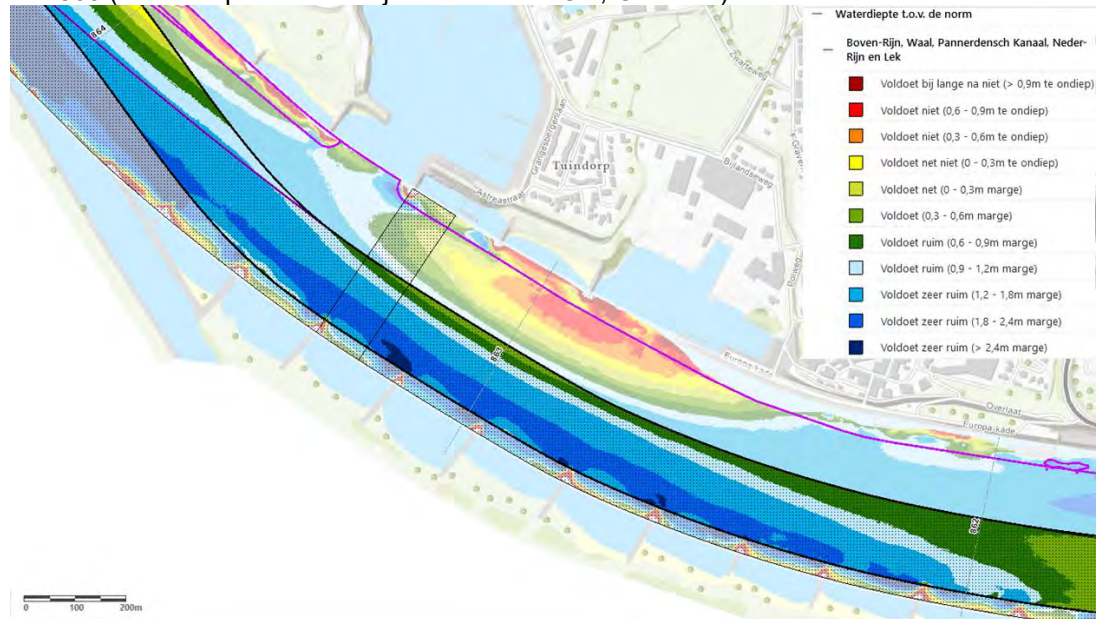 Waterdiepte t.o.v. de norm
Boven-Rijn, Waal, Pannerdensch Kanaal, Neder-
Rijn en Lek
Voldoet bij lange na niet (> 0,9m te ondiep)
Voldoet niet (0,6 - 0,9m te ondiep)
Voldoet niet (0,3 - 0,6m te ondiep)
Voldoet net niet (0 - 0,3m te ondiep)
Voldoet net (0 - 0,3m marge)
Voldoet (0,3 - 0,6m marge)
Voldoet ruim (0,6 - 0,9m marge)
Voldoet ruim (0,9 - 1,2m marge)
Voldoet zeer ruim (1,2 - 1,8m marge)
Voldoet zeer ruim (1,8 - 2,4m marge)
Voldoet zeer ruim (> 2,4m marge)
864
Zwarteweg
Tuindorp
Bijlandseweg
Astreastraat
Polweg
863
Europa-kade
Overlaat
Europa-kade
862
0 100 200m